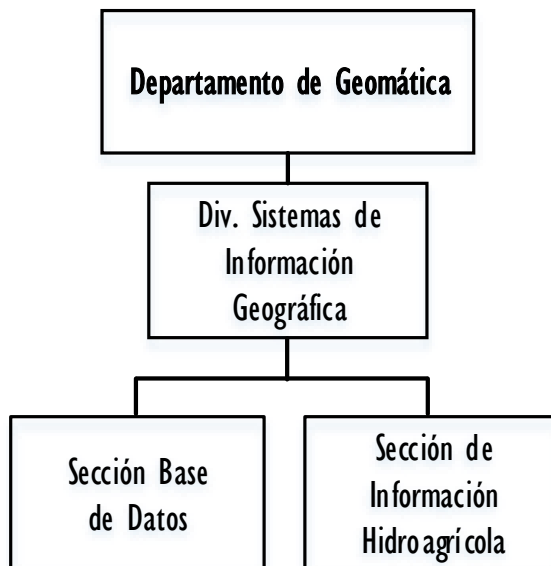 Departamento de Geomática
Div. Sistemas de
Información
Geográfica
Sección Base
de Datos
Sección de
Información
Hidroagrícola